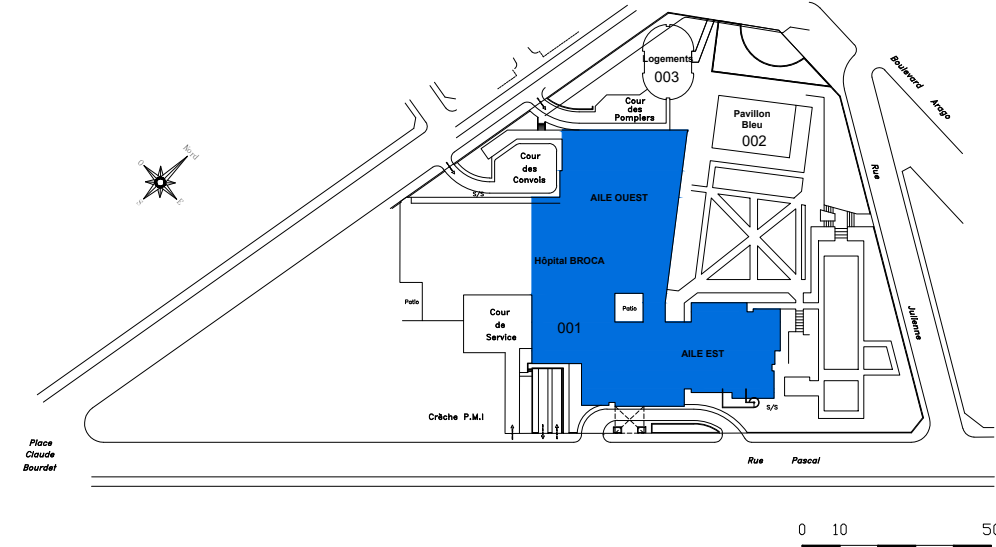 Logements
003
Boulevard Arago
Cour
des
Pompiers
Pavillon
Bleu
002
Nord
O
S
E
Cour
des
Convois
Rue
S/S
AILE OUEST
Hôpital BROCA
Patio
Patio
Cour
de
Service
001
Julienne
AILE EST
S/S
Crèche P.M.I
Place
Claude
Bourdet
Rue Pascal
0 10 50